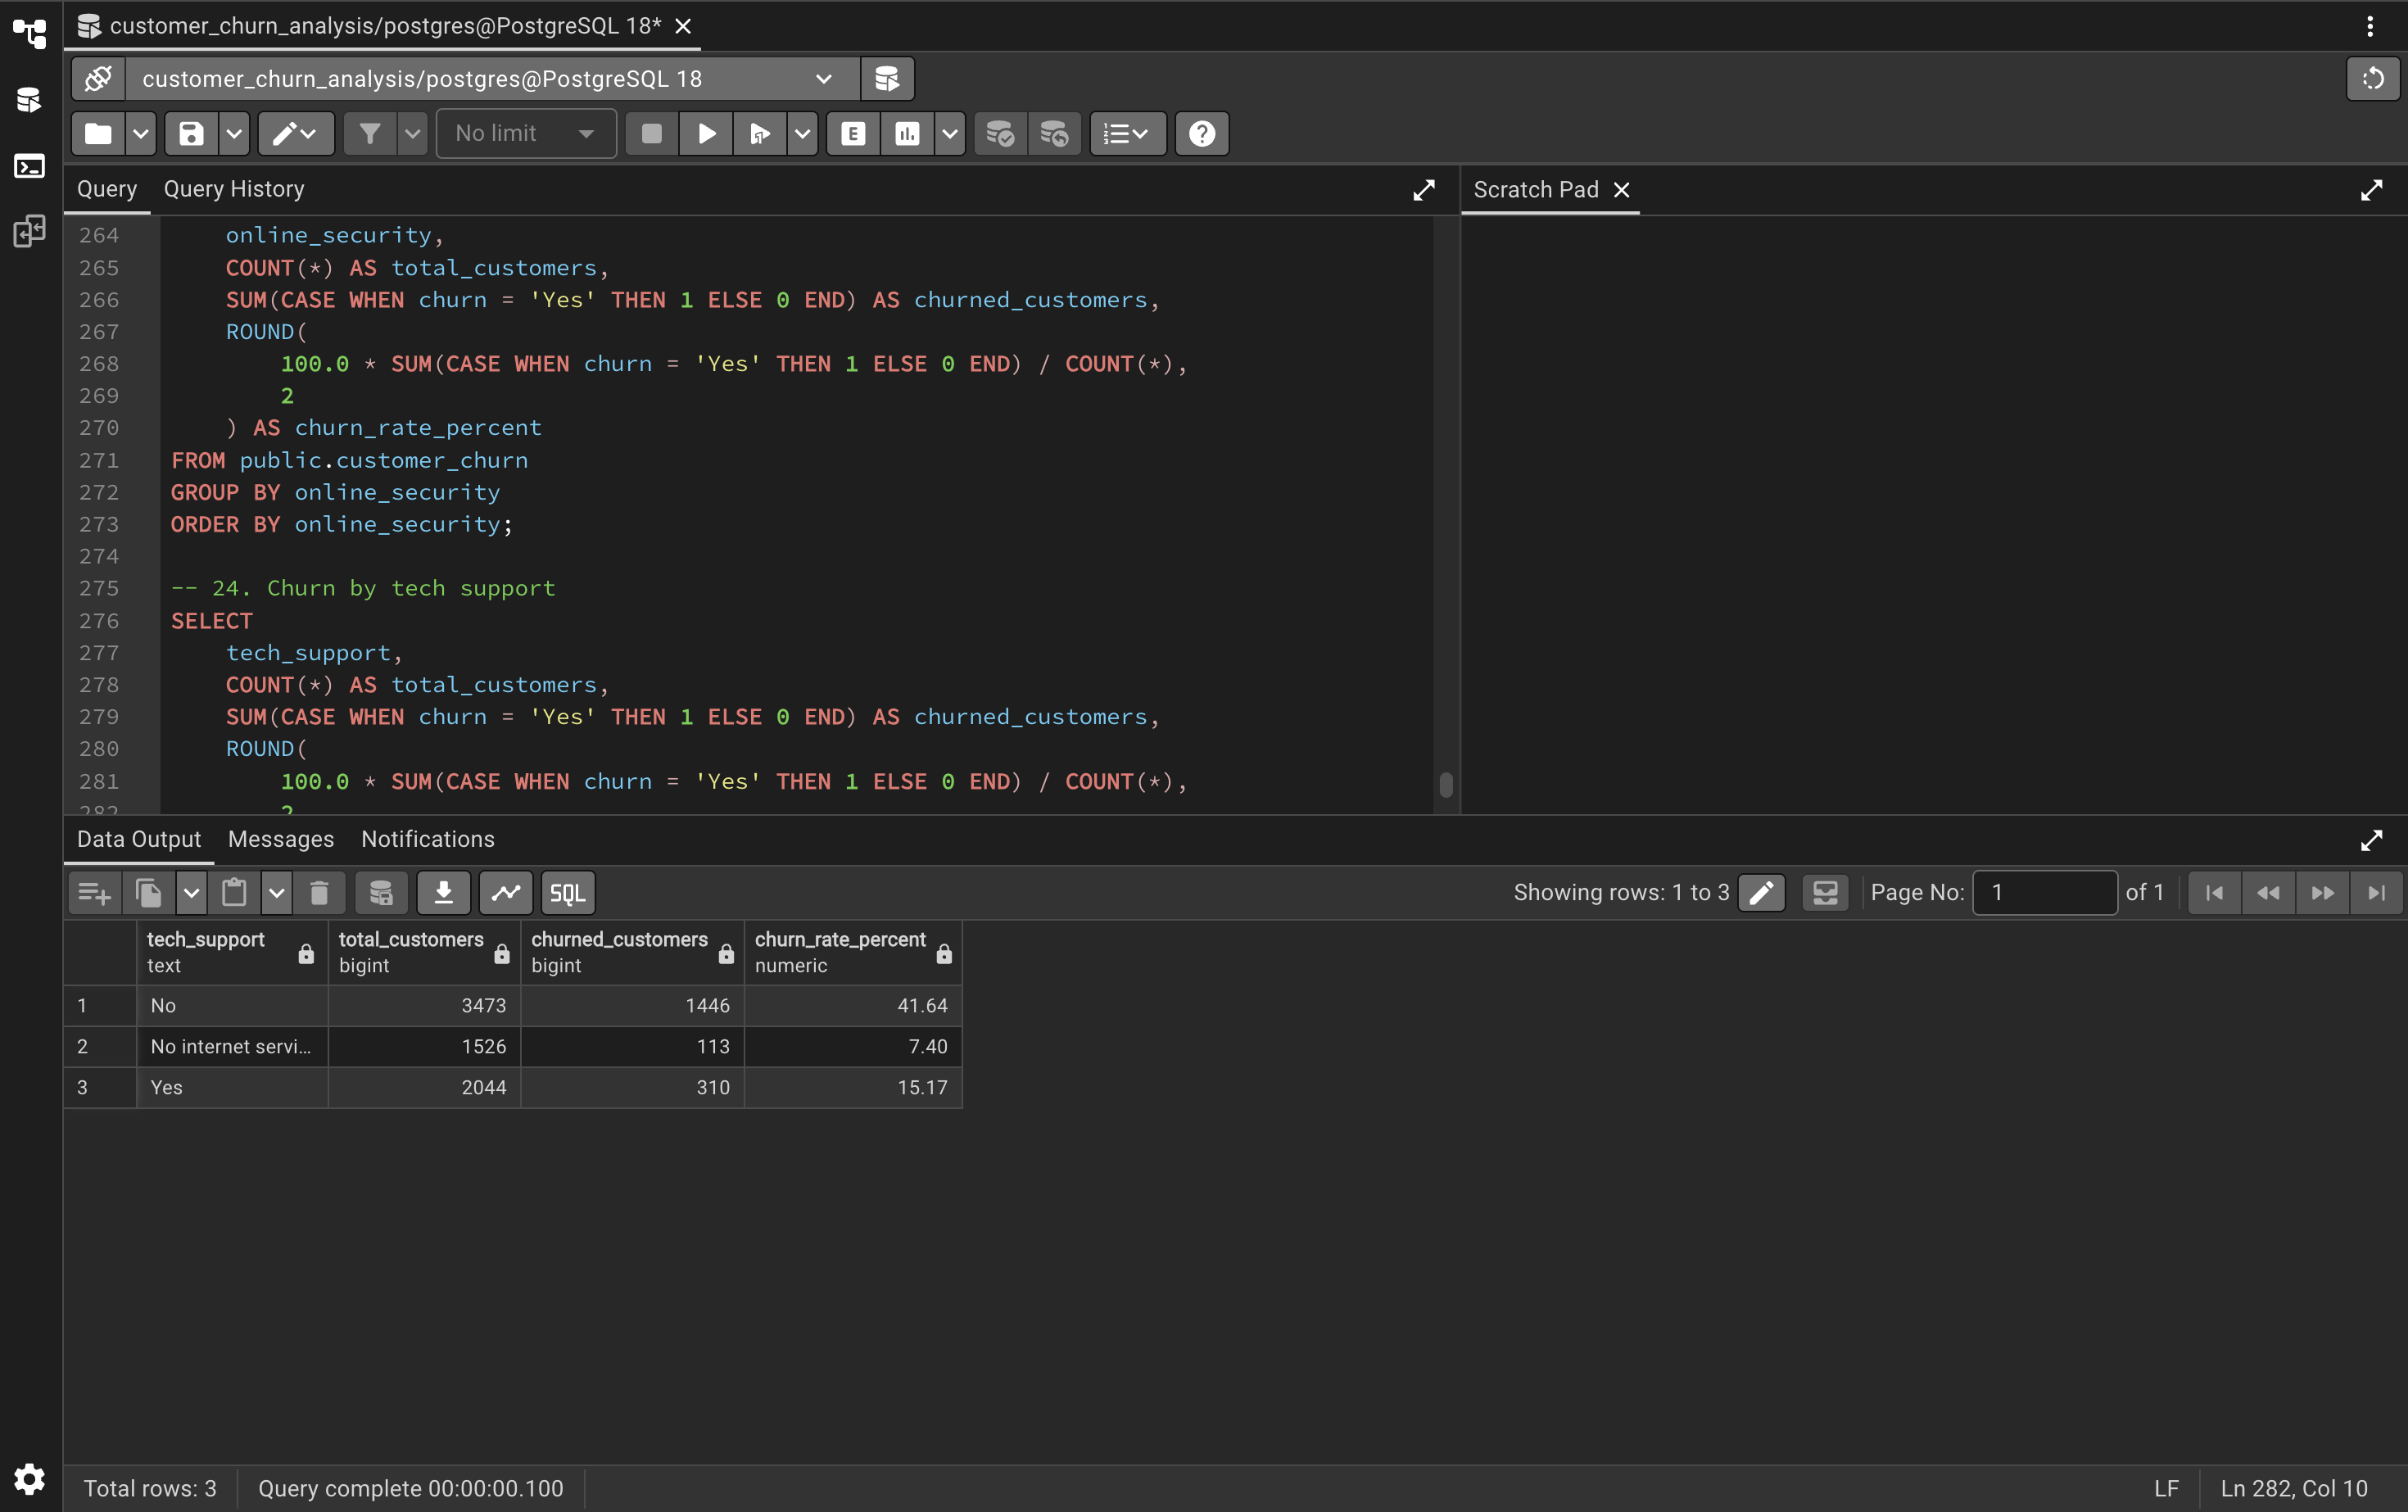 customer_churn_analysis/postgres@PostgreSQL 18*
customer_churn_analysis/postgres@PostgreSQL 18
No limit
E
Query
Query History
Scratch Pad
264 online_security,
265 COUNT(*) AS total_customers,
266 SUM(CASE WHEN churn = 'Yes' THEN 1 ELSE 0 END) AS churned_customers,
267 ROUND(
268 100.0 * SUM(CASE WHEN churn = 'Yes' THEN 1 ELSE 0 END) / COUNT(*),
269 2
270 ) AS churn_rate_percent
271 FROM public.customer_churn
272 GROUP BY online_security
273 ORDER BY online_security;
274
275 -- 24. Churn by tech support
276 SELECT
277 tech_support,
278 COUNT(*) AS total_customers,
279 SUM(CASE WHEN churn = 'Yes' THEN 1 ELSE 0 END) AS churned_customers,
280 ROUND(
281 100.0 * SUM(CASE WHEN churn = 'Yes' THEN 1 ELSE 0 END) / COUNT(*),
282 2
Data Output Messages Notifications
SQL
Showing rows: 1 to 3
Page No: 1 of 1
tech_support total_customers churned_customers churn_rate_percent
text bigint bigint numeric
1 No 3473 1446 41.64
2 No internet servi... 1526 113 7.40
3 Yes 2044 310 15.17
Total rows: 3
Query complete 00:00:00.100
LF
Ln 282, Col 10